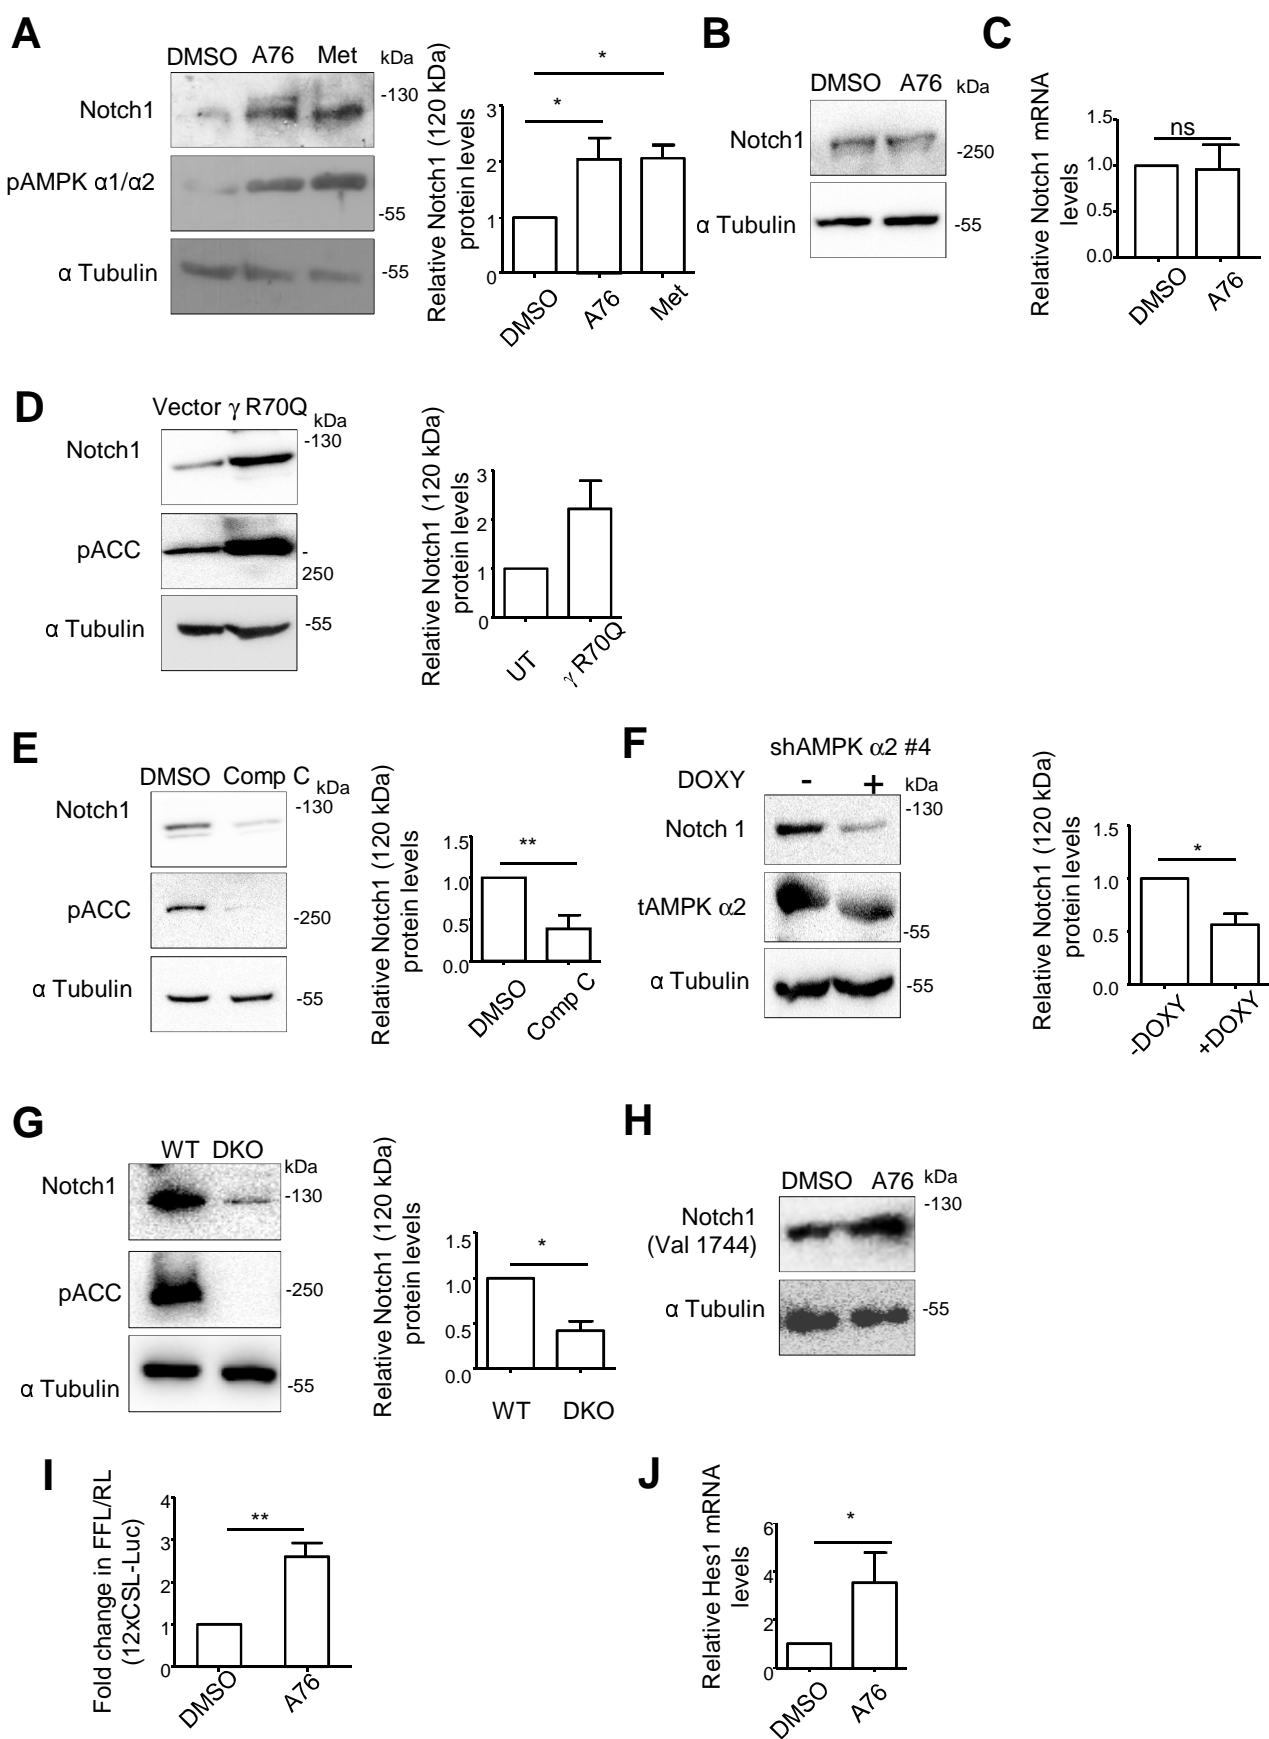 A
DMSO A76 Met kDa
Notch1
-130
pAMPK α1/α2
-55
α Tubulin
-55
Relative Notch1 (120 kDa)
protein levels
3
2
1
0
*
*
DMSO
A76
Met
B
DMSO A76 kDa
Notch1
-250
α Tubulin
-55
C
Relative Notch1 mRNA
levels
1.5
1.0
0.5
0.0
ns
DMSO
A76
D
Vector γ R70Q kDa
Notch1
-130
pACC
-
250
α Tubulin
-55
Relative Notch1 (120 kDa)
protein levels
3
2
1
0
UT
γ R70Q
E
DMSO Comp C kDa
Notch1
-130
pACC
-250
α Tubulin
-55
Relative Notch1 (120 kDa)
protein levels
1.5
1.0
0.5
0.0
**
DMSO
Comp C
F
shAMPK α2 #4
DOXY - + kDa
Notch 1
-130
tAMPK α2
-55
α Tubulin
-55
Relative Notch1 (120 kDa)
protein levels
1.5
1.0
0.5
0.0
*
-DOXY
+DOXY
G
WT DKO
kDa
Notch1
-130
pACC
-250
α Tubulin
-55
Relative Notch1 (120 kDa)
protein levels
1.5
1.0
0.5
0.0
*
WT DKO
H
DMSO A76 kDa
-130
Notch1
(Val 1744)
α Tubulin
-55
I
Fold change in FFL/RL
(12xCSL-Luc)
4
3
2
1
0
**
DMSO
A76
J
Relative Hes1 mRNA
levels
6
4
2
0
*
DMSO
A76